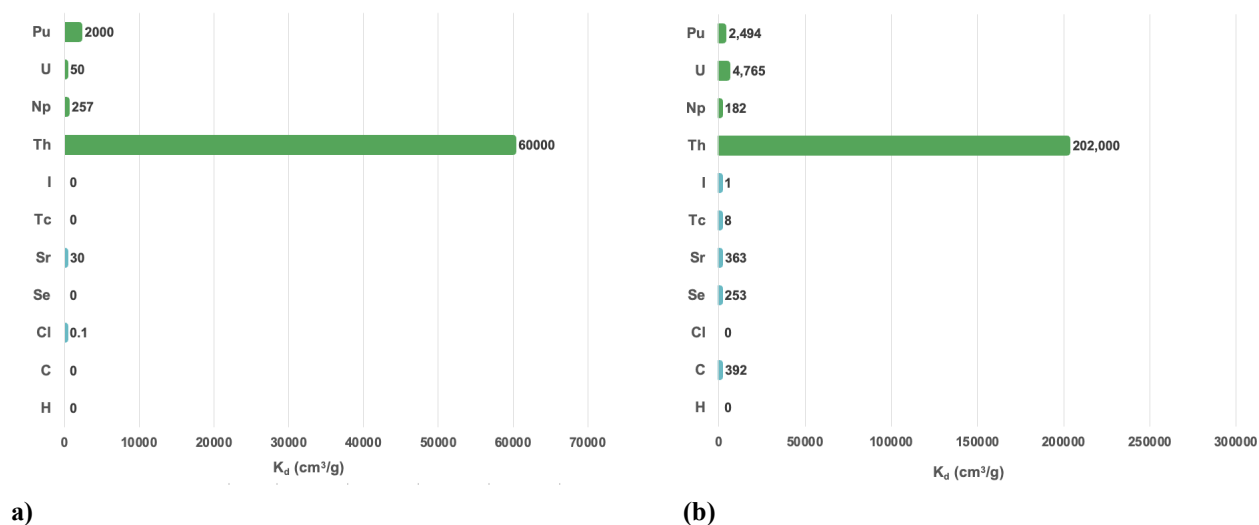 Pu 2000
U 50
Np 257
Th 60000
I 0
Tc 0
Sr 30
Se 0
Cl 0.1
C 0
H 0
0 10000 20000 30000 40000 50000 60000 70000
K_d (cm³/g)
a)
Pu 2,494
U 4,765
Np 182
Th 202,000
I 1
Tc 8
Sr 363
Se 253
Cl 0
C 392
H 0
0 50000 100000 150000 200000 250000 300000
K_d (cm³/g)
(b)